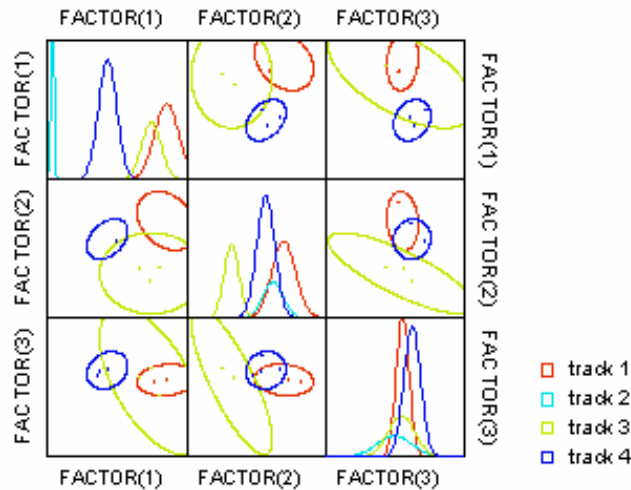 FACTOR(1) FACTOR(2) FACTOR(3)
FACTOR(1)
FACTOR(1)
FACTOR(2)
FACTOR(2)
FACTOR(3)
FACTOR(3)
FACTOR(1) FACTOR(2) FACTOR(3)
track 1
track 2
track 3
track 4